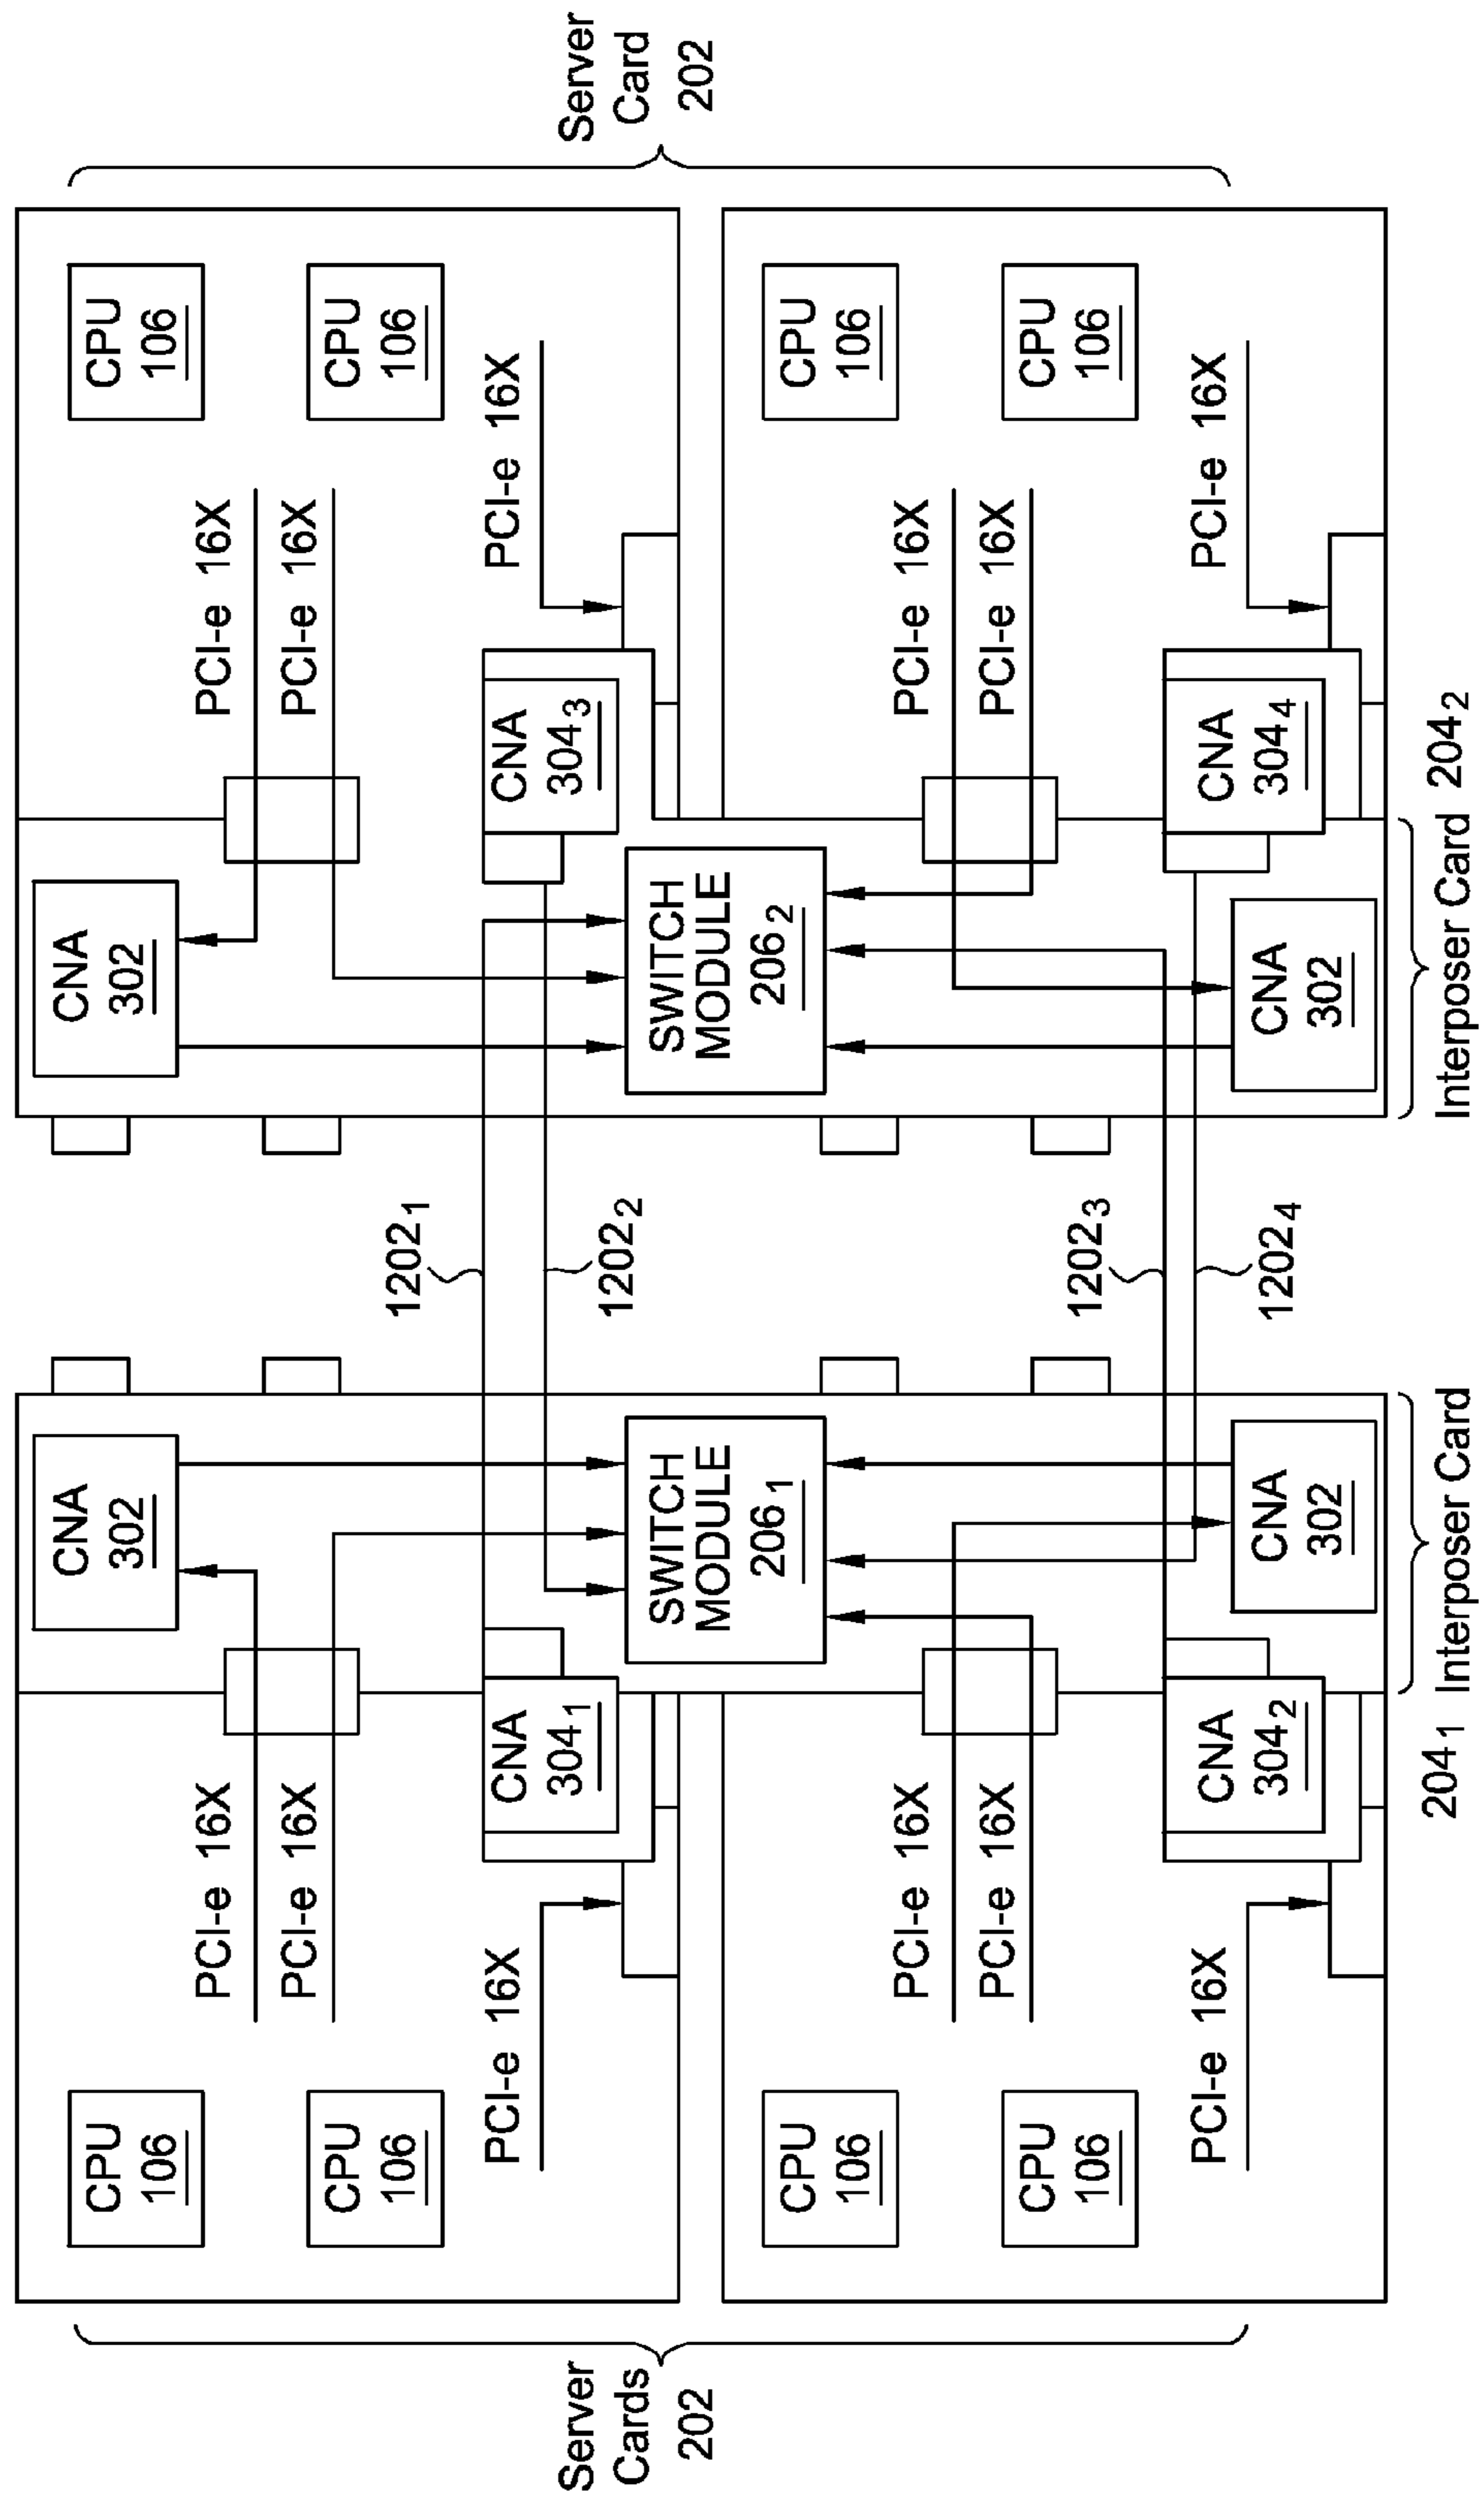 CPU
106
CNA
302
CNA
302
CPU
106
PCI-e 16X
PCI-e 16X
PCI-e 16X
PCI-e 16X
CPU
106
CPU
106
1202₁
PCI-e 16X
CNA
304₁
CNA
304₃
PCI-e 16X
1202₂
Server
Cards
202
SWITCH
MODULE
206₁
SWITCH
MODULE
206₂
Server
Card
202
CPU
106
CPU
106
PCI-e 16X
PCI-e 16X
PCI-e 16X
PCI-e 16X
CPU
106
CPU
106
1202₃
PCI-e 16X
CNA
304₂
CNA
302
CNA
302
CNA
304₄
PCI-e 16X
1202₄
204₁ Interposer Card
Interposer Card 204₂